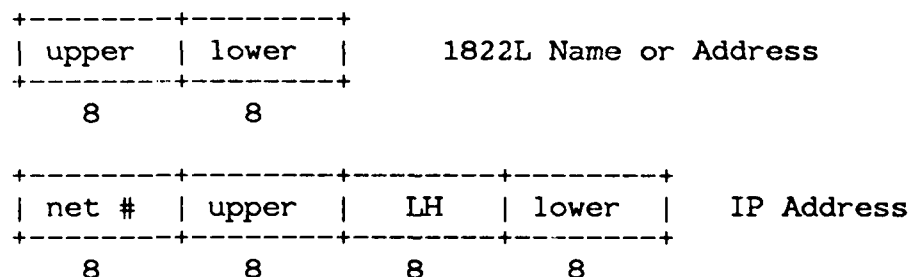 +--------+--------+
| upper | lower | 1822L Name or Address
+--------+--------+
8 8
+--------+--------+--------+--------+
| net # | upper | LH | lower | IP Address
+--------+--------+--------+--------+
8 8 8 8